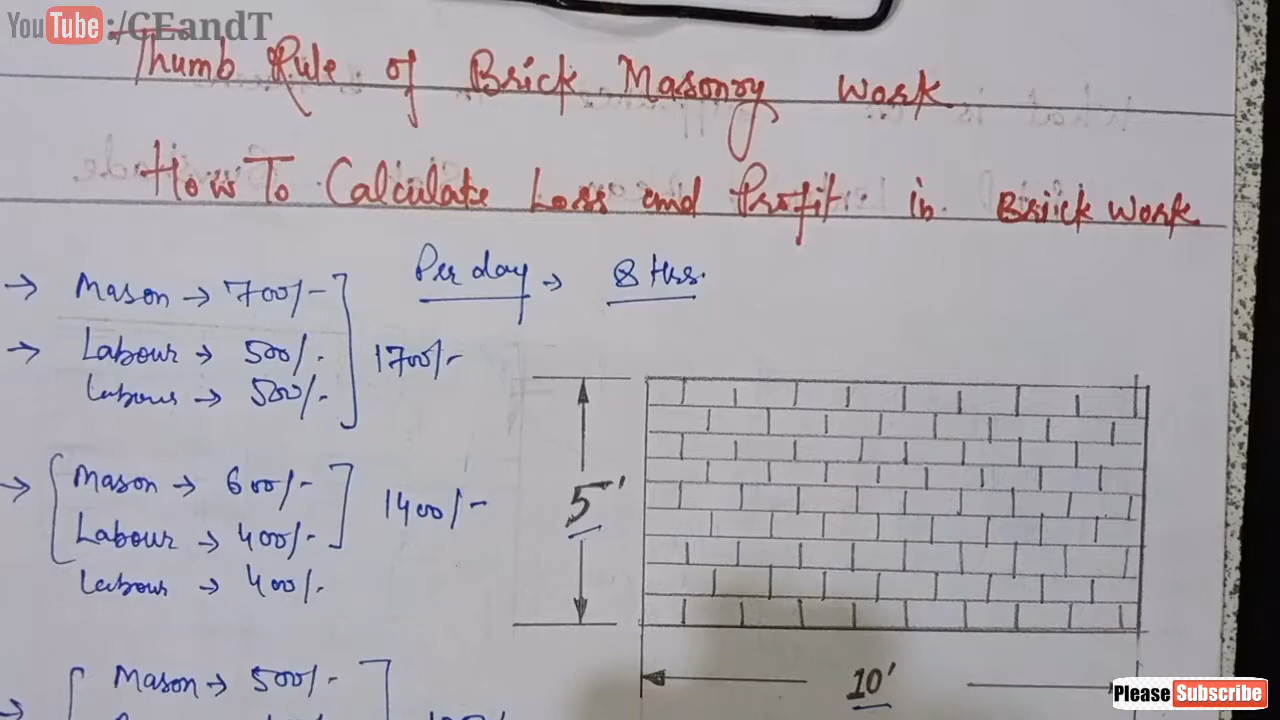 YouTube:/CEandT
Thumb Rule of Brick Masonry work
How To Calculate Loss and Profit in Brick Work
Per day → 8 Hrs.
→ Mason → 700/-
→ Labour → 500/- 1700/-
Labour → 500/-
→ Mason → 600/- 1400/-
Labour → 400/-
Labour → 400/-
→ Mason → 500/-
5'
10'
Please Subscribe